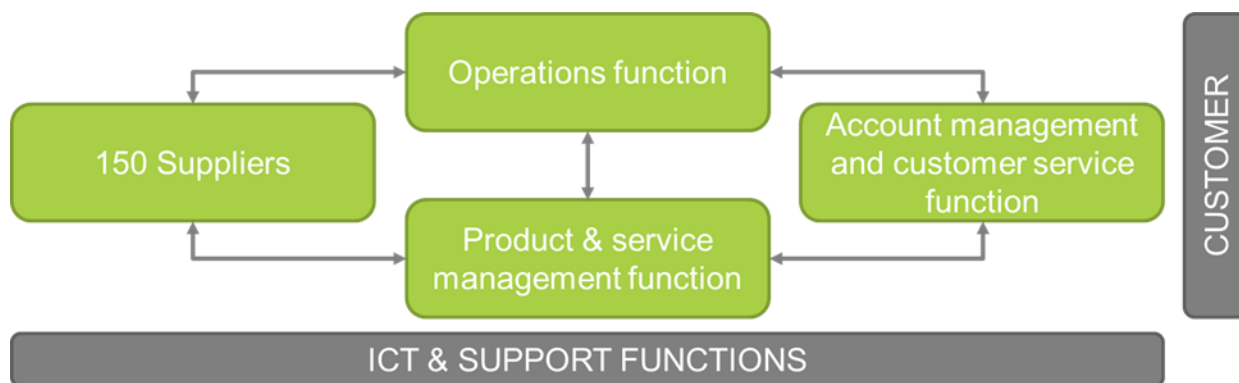 Operations function
150 Suppliers
Account management
and customer service
function
Product & service
management function
CUSTOMER
ICT & SUPPORT FUNCTIONS